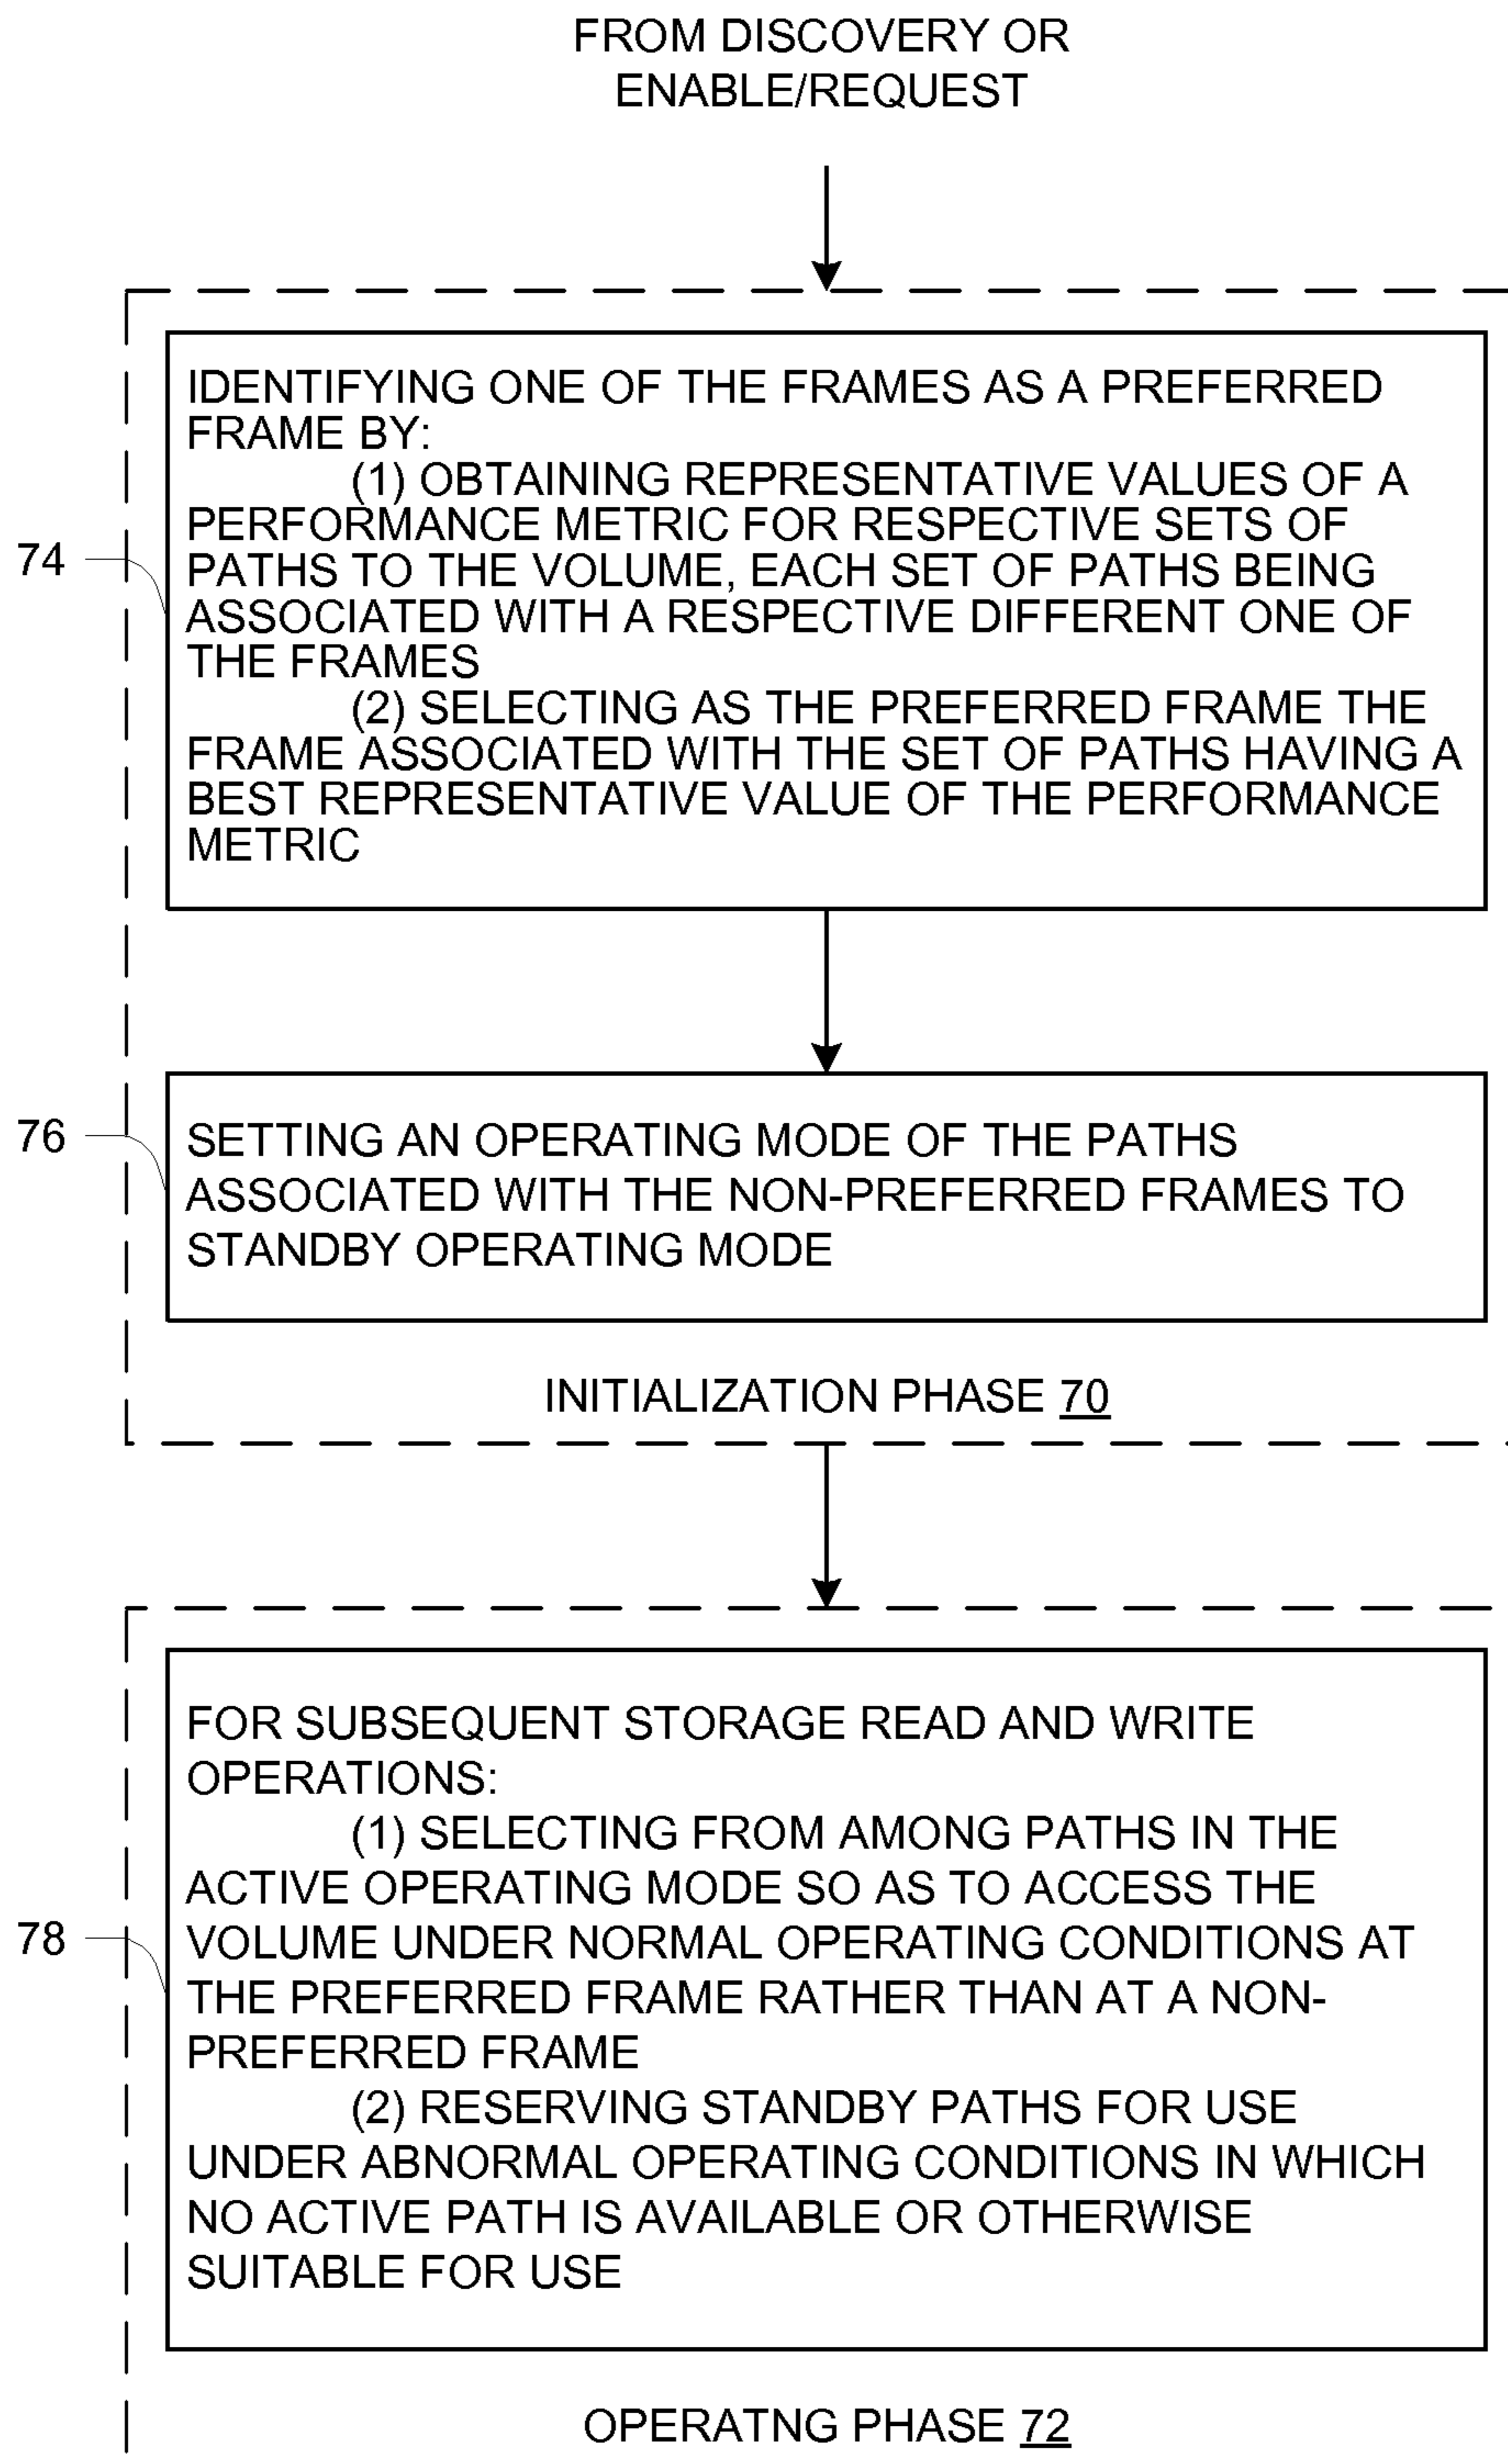 FROM DISCOVERY OR
ENABLE/REQUEST
IDENTIFYING ONE OF THE FRAMES AS A PREFERRED
FRAME BY:
(1) OBTAINING REPRESENTATIVE VALUES OF A
PERFORMANCE METRIC FOR RESPECTIVE SETS OF
PATHS TO THE VOLUME, EACH SET OF PATHS BEING
ASSOCIATED WITH A RESPECTIVE DIFFERENT ONE OF
THE FRAMES
(2) SELECTING AS THE PREFERRED FRAME THE
FRAME ASSOCIATED WITH THE SET OF PATHS HAVING A
BEST REPRESENTATIVE VALUE OF THE PERFORMANCE
METRIC
74
SETTING AN OPERATING MODE OF THE PATHS
ASSOCIATED WITH THE NON-PREFERRED FRAMES TO
STANDBY OPERATING MODE
76
INITIALIZATION PHASE 70
FOR SUBSEQUENT STORAGE READ AND WRITE
OPERATIONS:
(1) SELECTING FROM AMONG PATHS IN THE
ACTIVE OPERATING MODE SO AS TO ACCESS THE
VOLUME UNDER NORMAL OPERATING CONDITIONS AT
THE PREFERRED FRAME RATHER THAN AT A NON-
PREFERRED FRAME
(2) RESERVING STANDBY PATHS FOR USE
UNDER ABNORMAL OPERATING CONDITIONS IN WHICH
NO ACTIVE PATH IS AVAILABLE OR OTHERWISE
SUITABLE FOR USE
78
OPERATNG PHASE 72